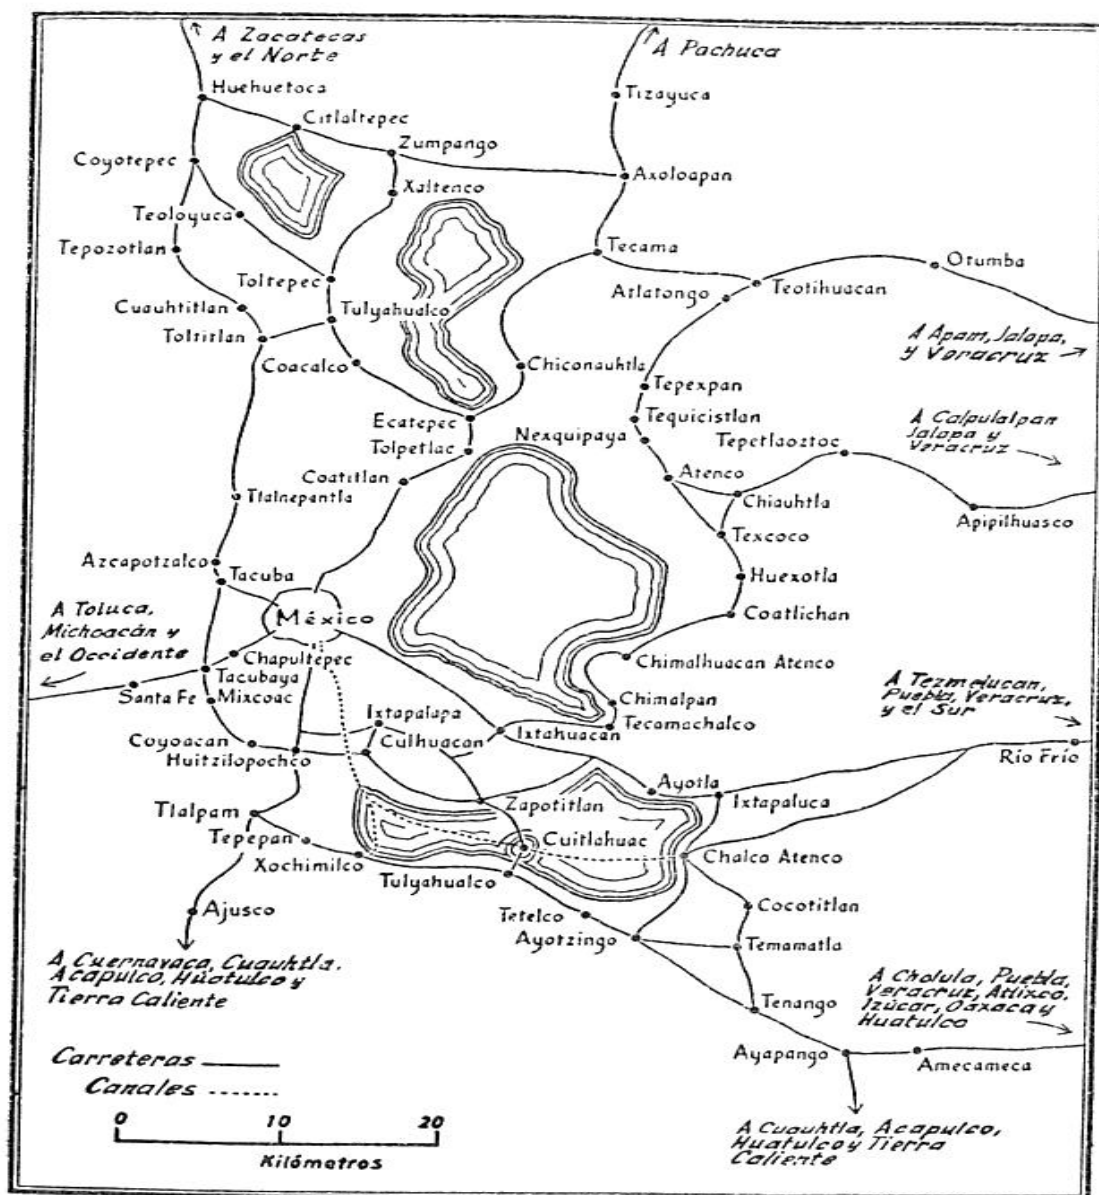 A Zacatecas
y el Norte
A Pachuca
Huehuetoca
Tizayuca
Citlaltepec
Zumpango
Coyotepec
Xaltenco
Axoloapan
Teoloyuca
Tepozotlan
Tecama
Otumba
Toltepec
Atlatongo
Teotihuacan
Cuauhtitlan
Tulyahualco
Toltitlan
A Apam, Jalapa,
y Veracruz
Coacalco
Chiconauhtla
Tepexpan
Ecatepec
Tequicistlan
A Calpulalpan
Jalapa y
Veracruz
Tolpetlac
Nexquipaya
Tepetlaoztoc
Coatitlan
Atenco
Tlalnepantla
Chiauhtla
Apipilhuasco
Texcoco
Azcapotzalco
Tacuba
Huexotla
México
Coatlichan
A Toluca,
Michoacán y
el Occidente
Chapultepec
Chimalhuacan Atenco
Tacubaya
Santa Fe
Mixcoac
A Tezmelucan,
Puebla, Veracruz,
y el Sur
Chimalpan
Ixtapalapa
Tecamachalco
Ixtahuacan
Coyoacan
Culhuacan
Huitzilopochco
Río Frío
Ayotla
Ixtapaluca
Tlalpam
Zapotitlan
Tepepan
Cuitlahuac
Xochimilco
Chalco Atenco
Tulyahualco
Ajusco
Tetelco
Cocotitlan
Ayotzingo
Temamatla
A Cuernavaca, Cuauhtla.
Acapulco, Huatulco y
Tierra Caliente
A Cholula, Puebla,
Veracruz, Atlixco,
Izúcar, Oaxaca y
Huatulco
Tenango
Ayapango
Amecameca
Carreteras
Canales
0 10 20
Kilómetros
A Cuauhtla, Acapulco,
Huatulco y Tierra
Caliente